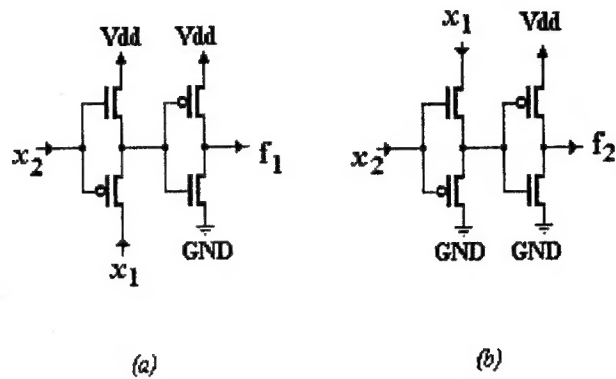 Vdd Vdd
x₂
f₁
x₁
GND
(a)
x₁
Vdd
x₂
f₂
GND GND
(b)